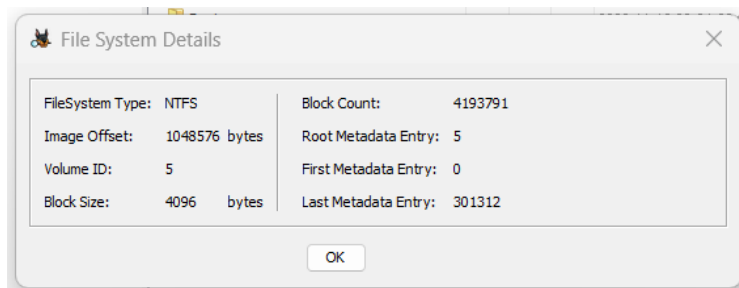 File System Details
FileSystem Type: NTFS
Image Offset: 1048576 bytes
Volume ID: 5
Block Size: 4096 bytes
Block Count: 4193791
Root Metadata Entry: 5
First Metadata Entry: 0
Last Metadata Entry: 301312
OK